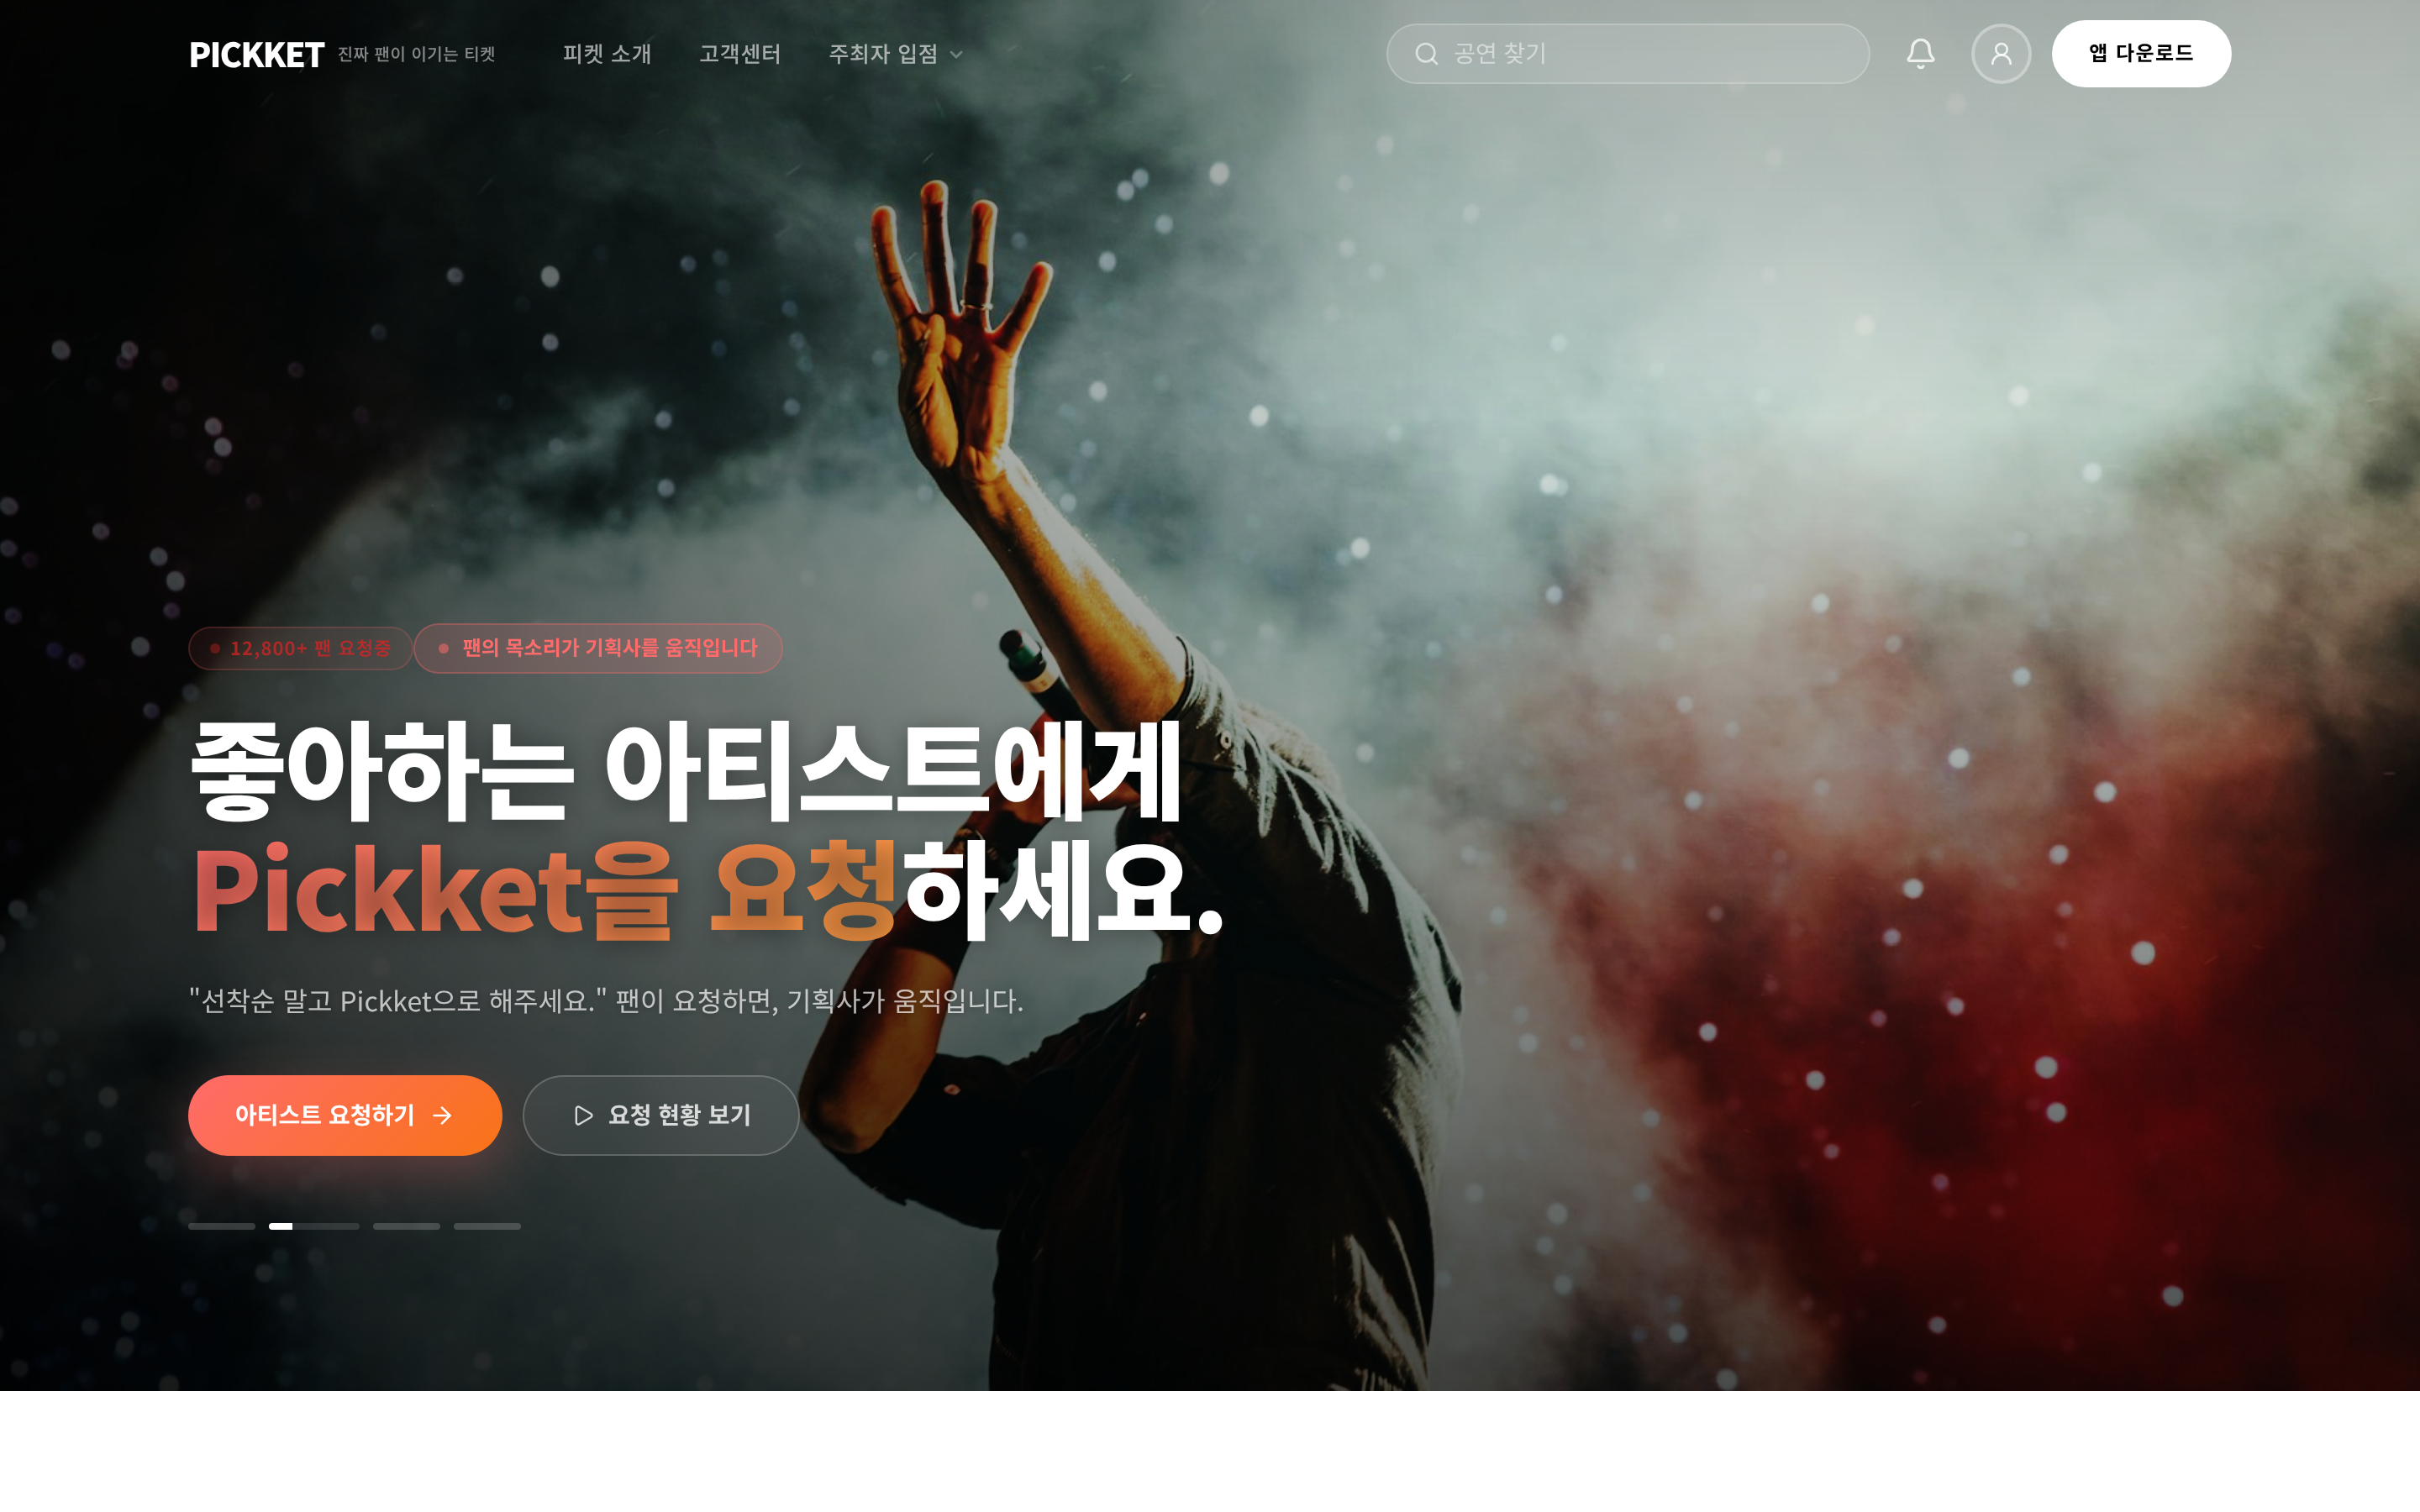 PICKKET 진짜 팬이 이기는 티켓 피켓 소개 고객센터 주최자 입점 공연 찾기 앱 다운로드
12,800+ 팬 요청중 팬의 목소리가 기획사를 움직입니다
좋아하는 아티스트에게
Pickket을 요청하세요.
"선착순 말고 Pickket으로 해주세요." 팬이 요청하면, 기획사가 움직입니다.
아티스트 요청하기 요청 현황 보기